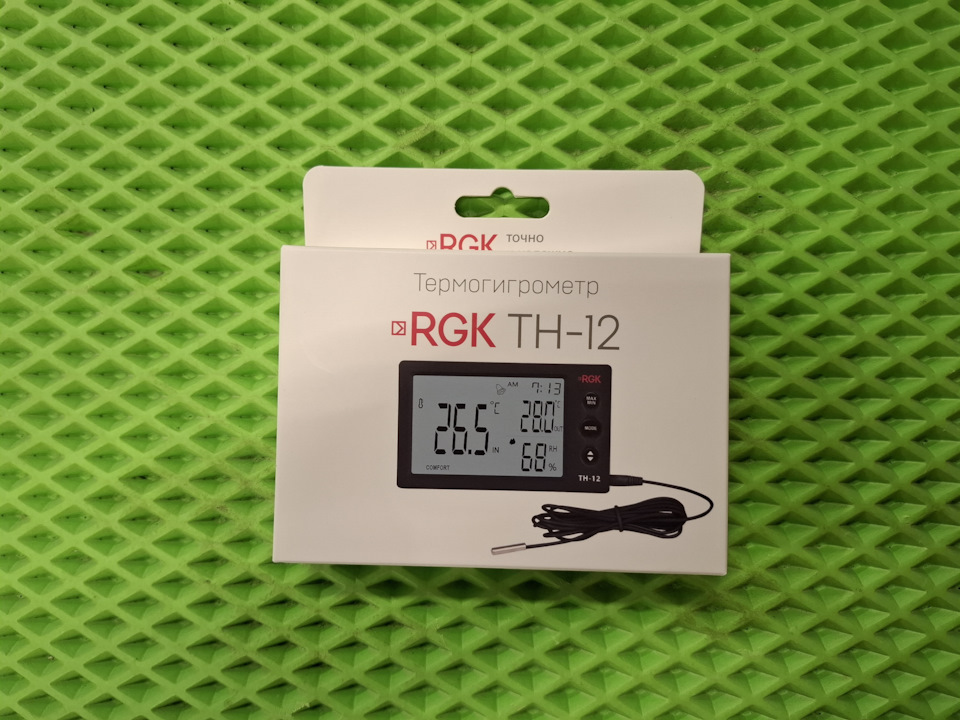 RGK точно
Термогигрометр
RGK TH-12
RGK
AM 7:13
MAX
MIN
26.5 °C IN
28.0 °C OUT
MODE
68 RH %
COMFORT
TH-12